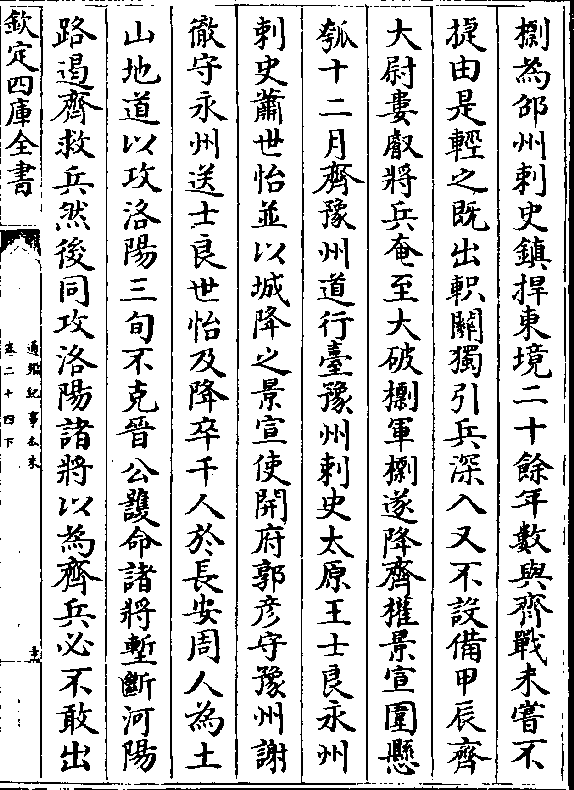 㯹為邵州刺史鎮捍東境二十餘年數與齊戰未嘗不
捷由是輕之既出軹關獨引兵深入又不設備甲辰齊
大尉婁叡將兵奄至大破㯹軍㯹遂降齊權景宣圍懸
瓠十二月齊豫州道行臺豫州刺史太原王士良永州
刺史蕭世怡並以城降之景宣使開府郭彦守豫州謝
徹守永州送士良世怡及降卒千人於長安周人為土
山地道以攻洛陽三旬不克晉公護命諸將塹斷河陽
路遏齊救兵然後同攻洛陽諸將以為齊兵必不敢出
欽定四庫全書
通鑑紀事本末
卷二十四下